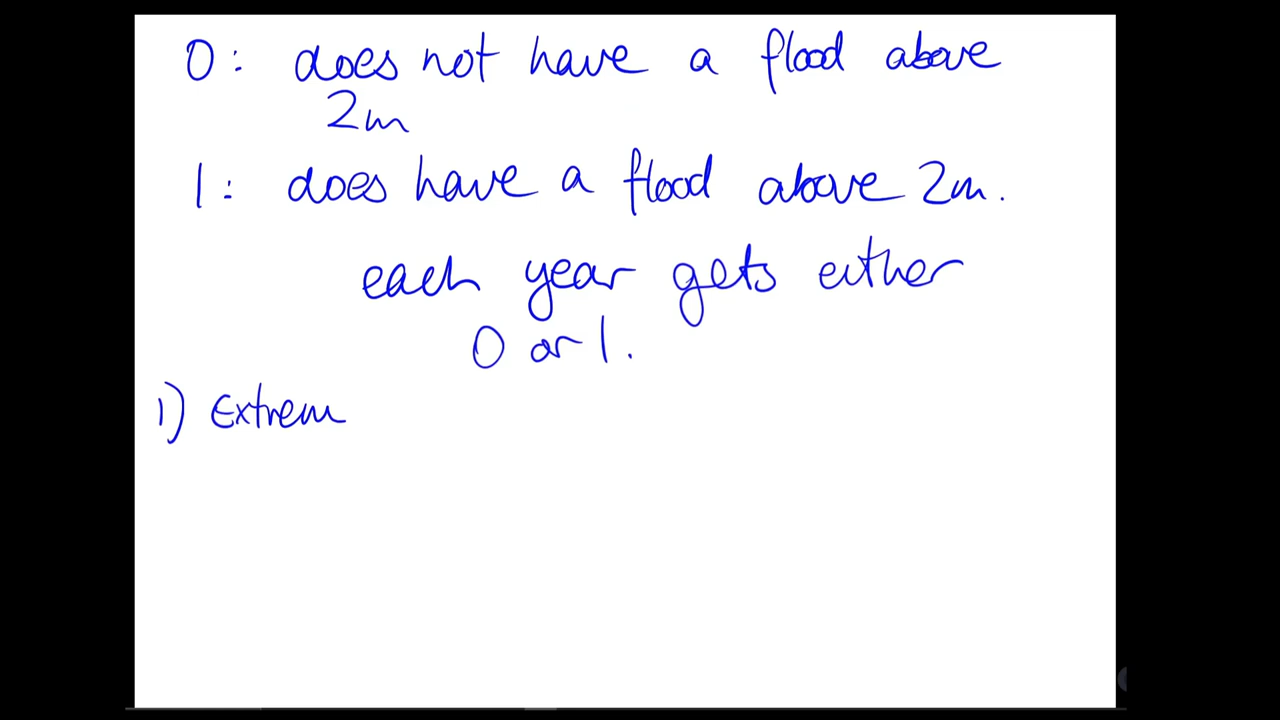 0: does not have a flood above
2m
1: does have a flood above 2m.
each year gets either
0 or 1.
1) Extrem